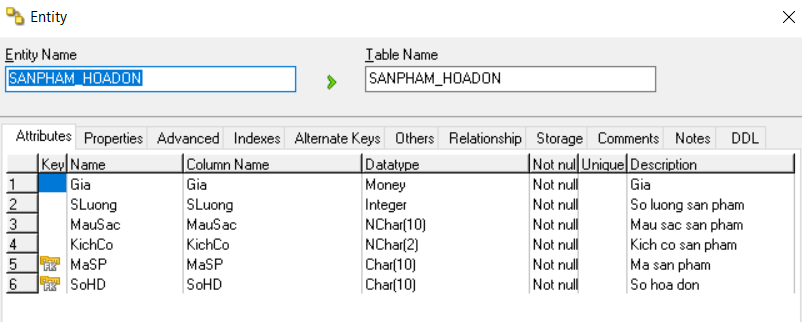 Entity
Entity Name Table Name
SANPHAM_HOADON SANPHAM_HOADON
Attributes Properties Advanced Indexes Alternate Keys Others Relationship Storage Comments Notes DDL
Key Name Column Name Datatype Not nul Unique Description
1 Gia Gia Money Not null Gia
2 SLuong SLuong Integer Not null So luong san pham
3 MauSac MauSac NChar(10) Not null Mau sac san pham
4 KichCo KichCo NChar(2) Not null Kich co san pham
5 MaSP MaSP Char(10) Not null Ma san pham
6 SoHD SoHD Char(10) Not null So hoa don